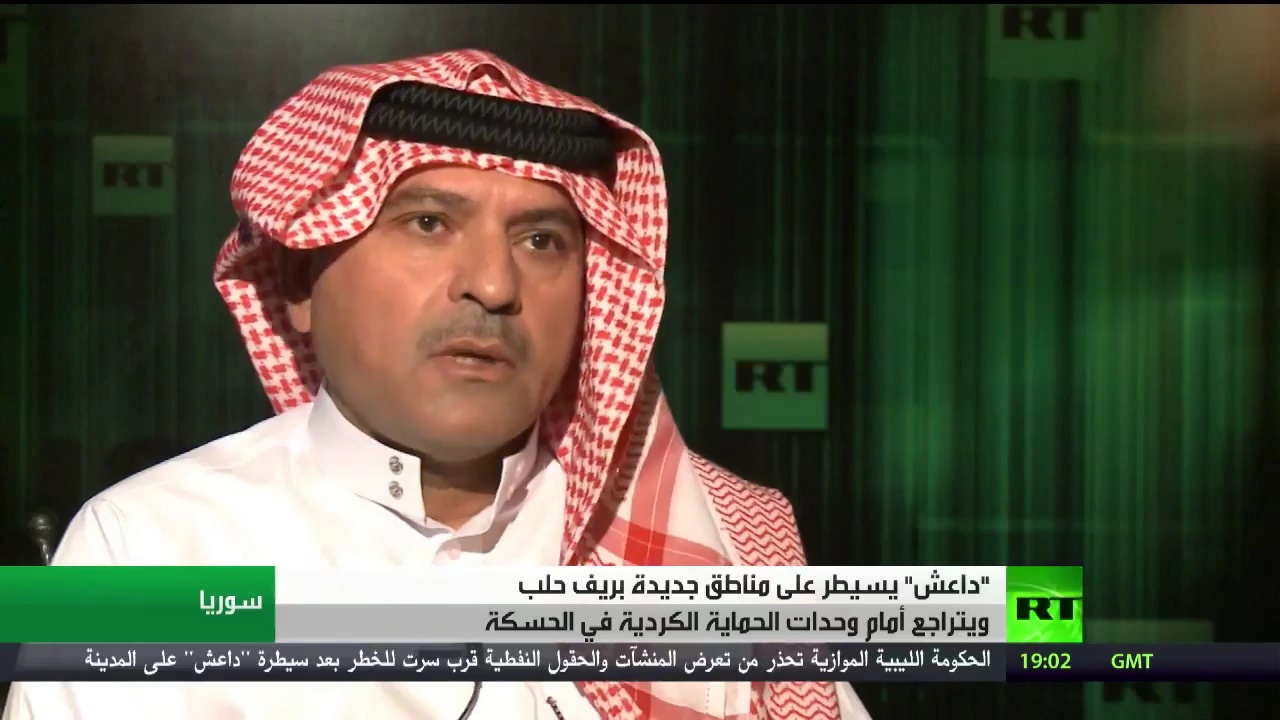 RT
RT
RT
"داعش" يسيطر على مناطق جديدة بريف حلب
ويتراجع أمام وحدات الحماية الكردية في الحسكة
سوريا
RT
الحكومة الليبية الموازية تحذر من تعرض المنشآت والحقول النفطية قرب سرت للخطر بعد سيطرة ''داعش'' على المدينة
19:02 GMT
RT